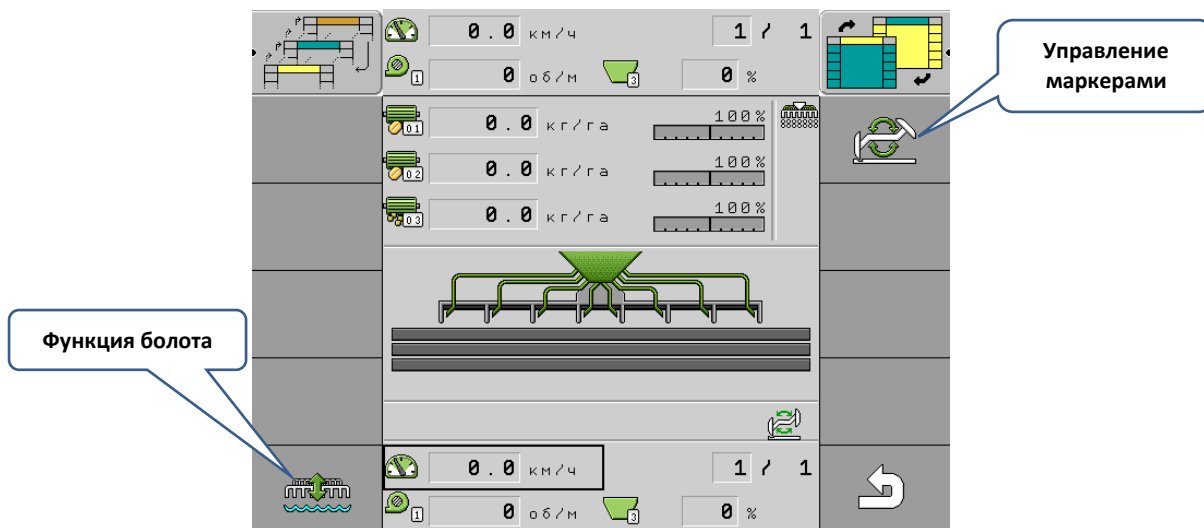 0.0 км/ч
1 / 1
1
0 об/м
3
0 %
Управление
маркерами
01
0.0 кг/га
100%
02
0.0 кг/га
100%
03
0.0 кг/га
100%
Функция болота
0.0 км/ч
1 / 1
1
0 об/м
3
0 %